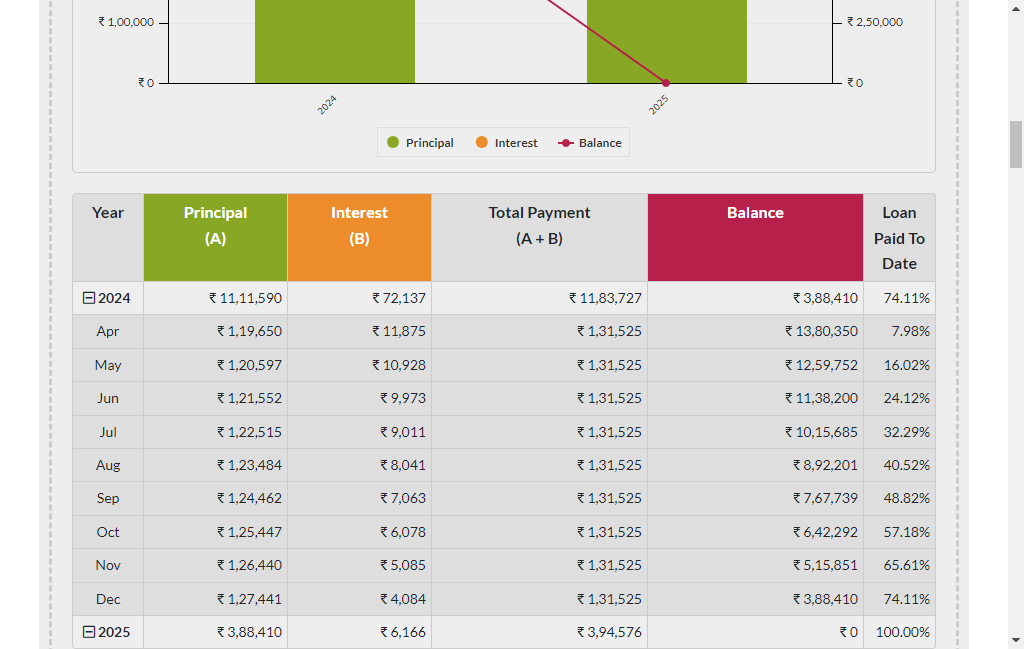 ₹ 1,00,000 ₹ 2,50,000
₹ 0 ₹ 0
2024 2025
Principal Interest Balance
Year Principal Interest Total Payment Balance Loan
(A) (B) (A + B) Paid To
Date
2024 ₹ 11,11,590 ₹ 72,137 ₹ 11,83,727 ₹ 3,88,410 74.11%
Apr ₹ 1,19,650 ₹ 11,875 ₹ 1,31,525 ₹ 13,80,350 7.98%
May ₹ 1,20,597 ₹ 10,928 ₹ 1,31,525 ₹ 12,59,752 16.02%
Jun ₹ 1,21,552 ₹ 9,973 ₹ 1,31,525 ₹ 11,38,200 24.12%
Jul ₹ 1,22,515 ₹ 9,011 ₹ 1,31,525 ₹ 10,15,685 32.29%
Aug ₹ 1,23,484 ₹ 8,041 ₹ 1,31,525 ₹ 8,92,201 40.52%
Sep ₹ 1,24,462 ₹ 7,063 ₹ 1,31,525 ₹ 7,67,739 48.82%
Oct ₹ 1,25,447 ₹ 6,078 ₹ 1,31,525 ₹ 6,42,292 57.18%
Nov ₹ 1,26,440 ₹ 5,085 ₹ 1,31,525 ₹ 5,15,851 65.61%
Dec ₹ 1,27,441 ₹ 4,084 ₹ 1,31,525 ₹ 3,88,410 74.11%
2025 ₹ 3,88,410 ₹ 6,166 ₹ 3,94,576 ₹ 0 100.00%